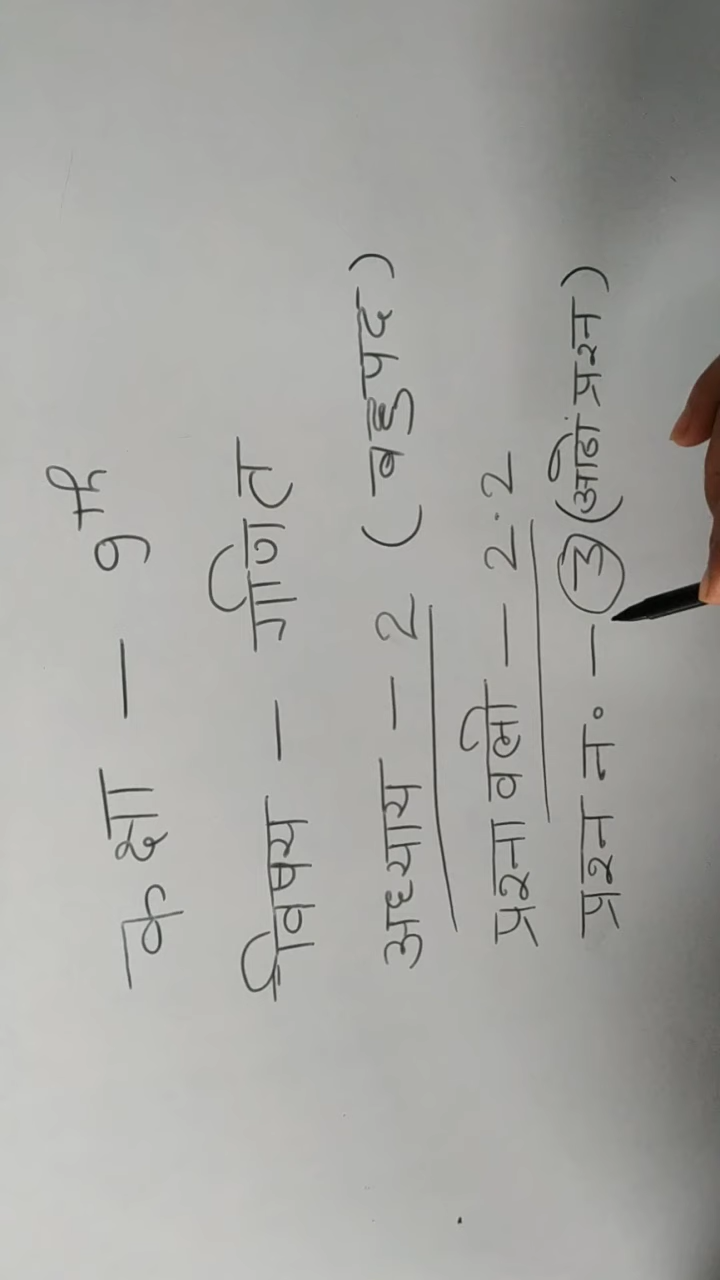 कक्षा — 9th
विषय — गणित
अध्याय — 2 ( बहुपद )
प्रश्नावली — 2.2
प्रश्न न॰ — 3 (आठों प्रश्न )